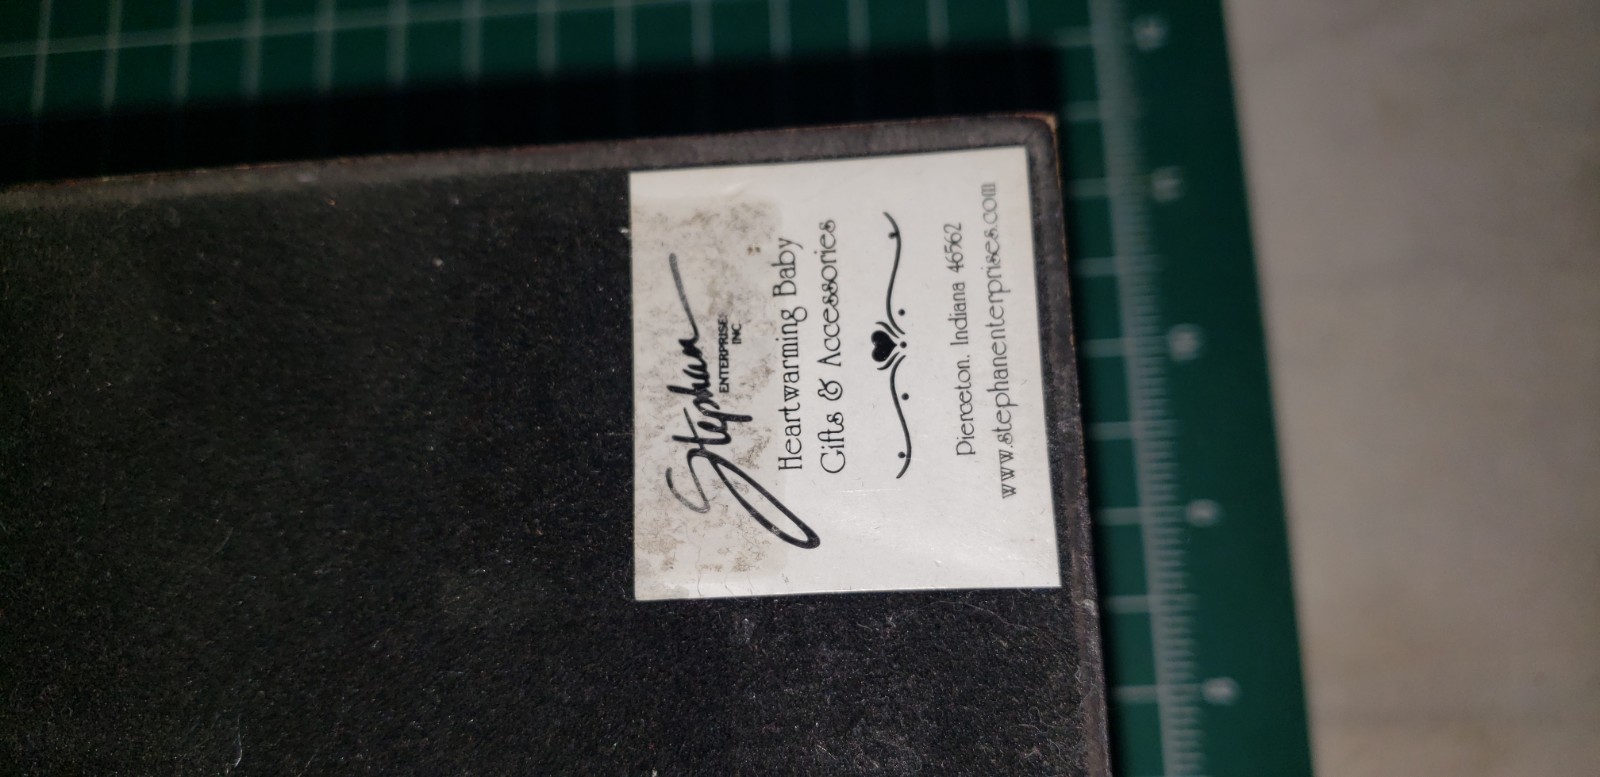 Stephan
ENTERPRISES
INC.
Heartwarming Baby
Gifts & Accessories
Pierceton, Indiana 46562
www.stephanenterprises.com